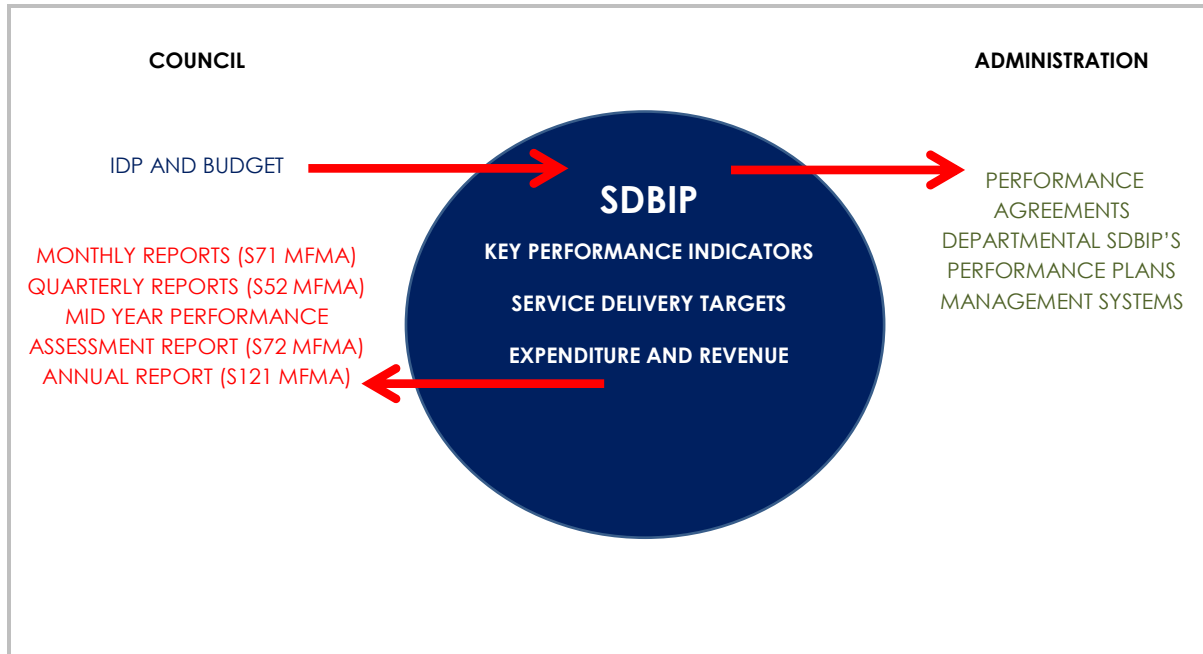 COUNCIL
ADMINISTRATION
IDP AND BUDGET
MONTHLY REPORTS (S71 MFMA)
QUARTERLY REPORTS (S52 MFMA)
MID YEAR PERFORMANCE
ASSESSMENT REPORT (S72 MFMA)
ANNUAL REPORT (S121 MFMA)
SDBIP
KEY PERFORMANCE INDICATORS
SERVICE DELIVERY TARGETS
EXPENDITURE AND REVENUE
PERFORMANCE
AGREEMENTS
DEPARTMENTAL SDBIP’S
PERFORMANCE PLANS
MANAGEMENT SYSTEMS